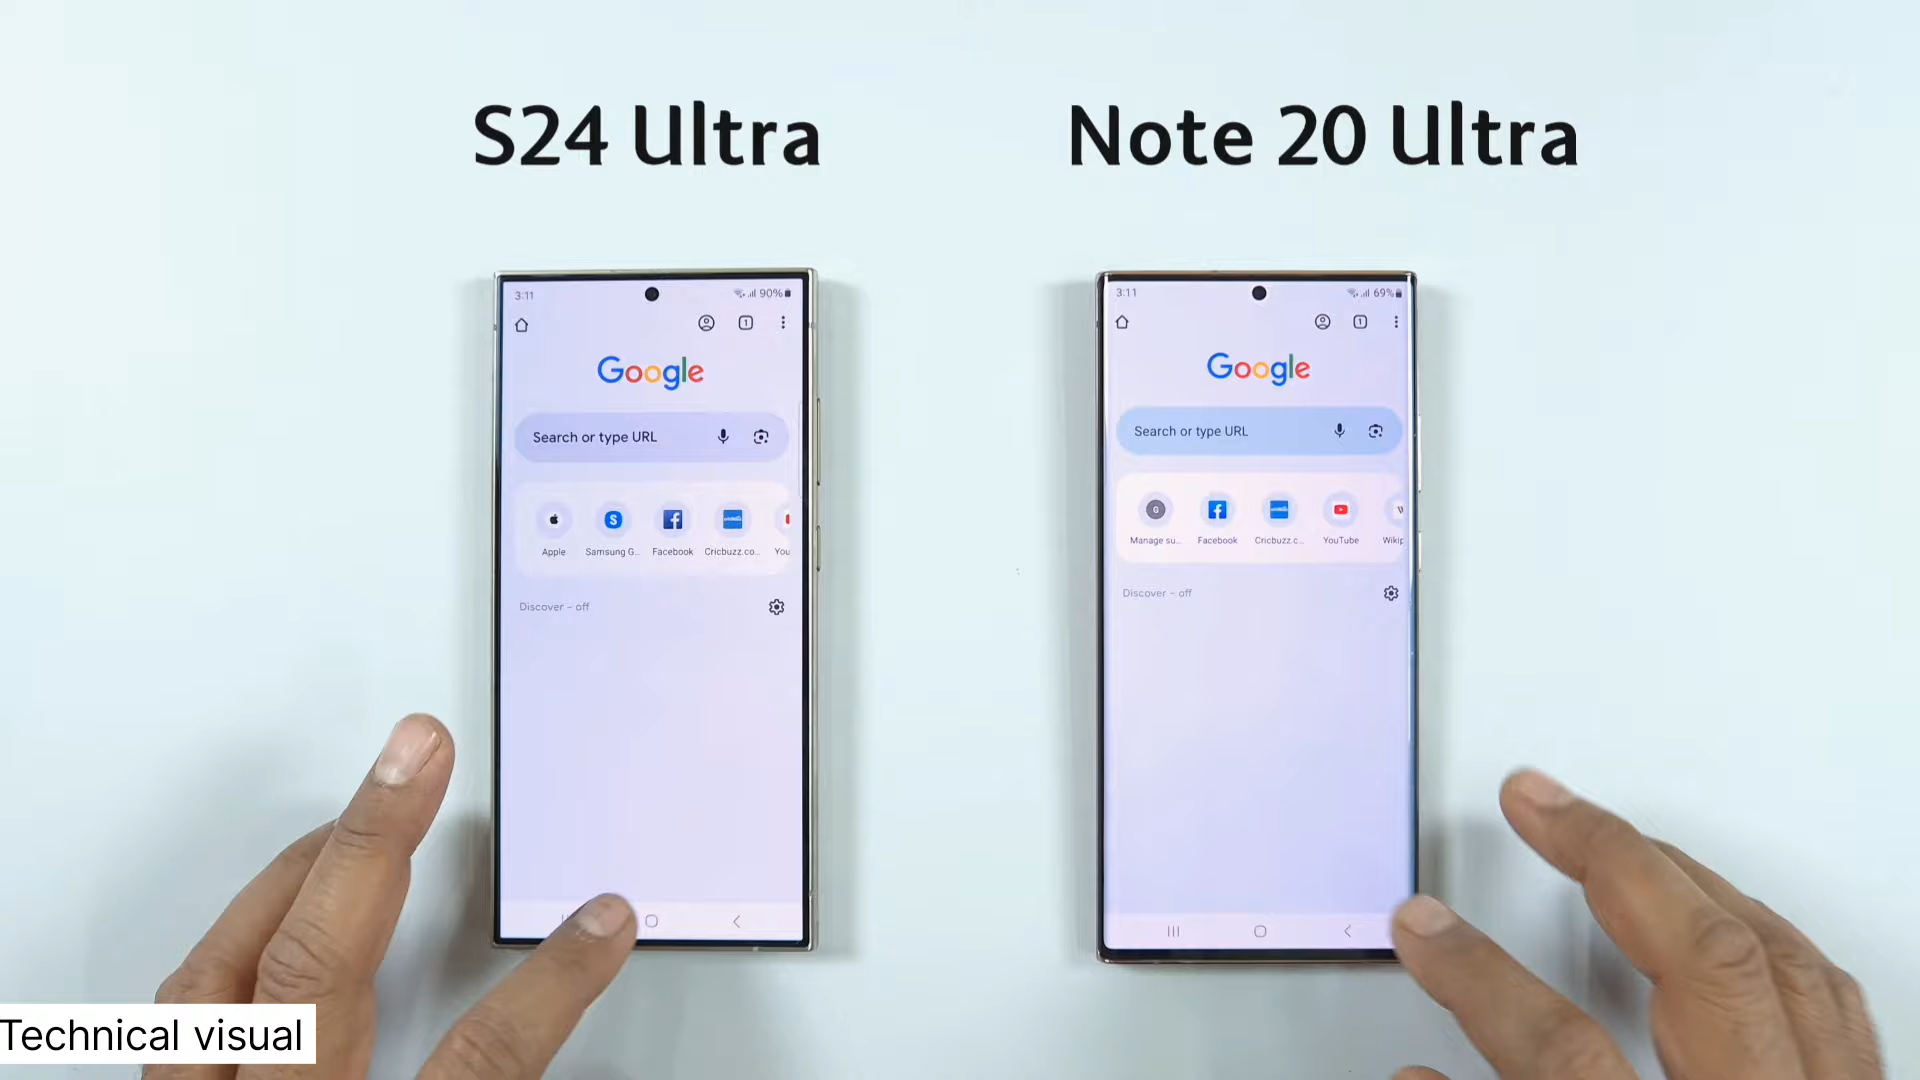 S24 Ultra
Note 20 Ultra
3:11
90%
1
Google
Search or type URL
S
Apple
Samsung G...
Facebook
Cricbuzz.co...
You
Discover – off
3:11
69%
1
Google
Search or type URL
G
W
Manage su...
Facebook
Cricbuzz.c...
YouTube
Wikip
Discover – off
Technical visual